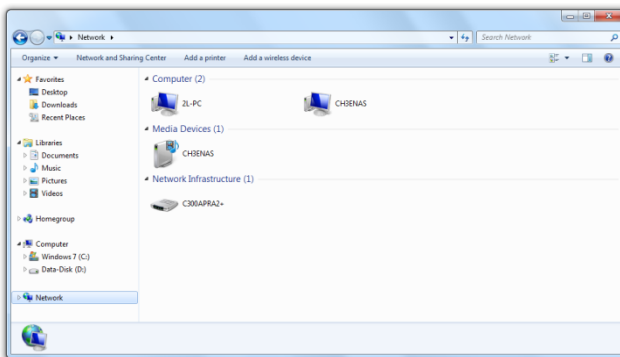 Network
Search Network
Organize
Network and Sharing Center
Add a printer
Add a wireless device
Favorites
Desktop
Downloads
Recent Places
Libraries
Documents
Music
Pictures
Videos
Homegroup
Computer
Windows 7 (C:)
Data-Disk (D:)
Network
Computer (2)
2L-PC
CH3ENAS
Media Devices (1)
CH3ENAS
Network Infrastructure (1)
C300APRA2+